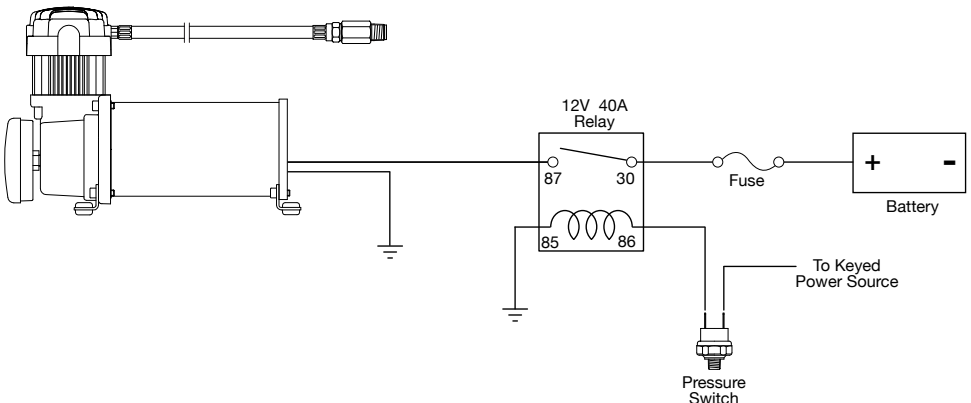 12V 40A
Relay
87
30
Fuse
+
-
Battery
85
86
To Keyed
Power Source
Pressure
Switch